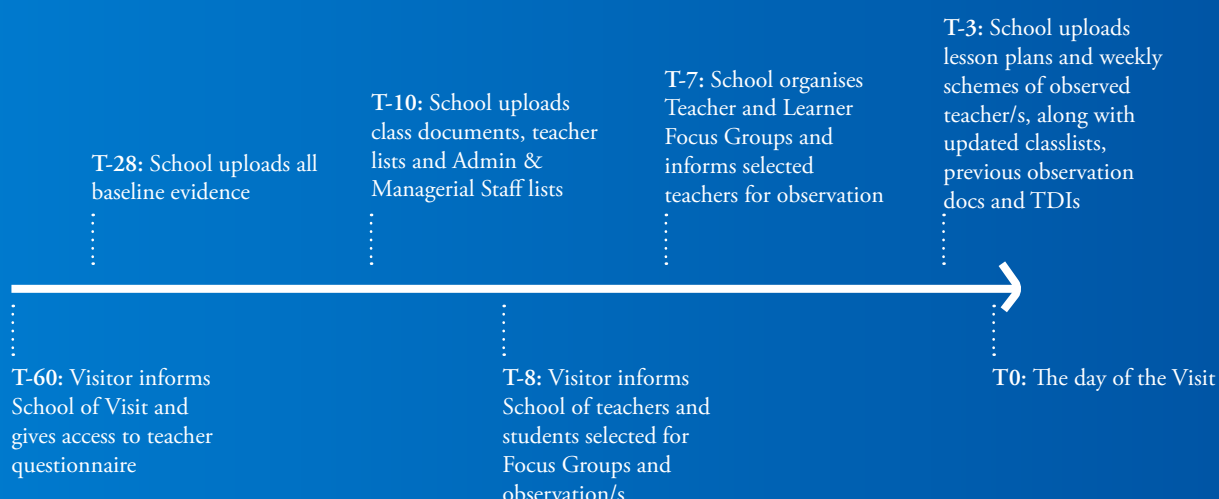 T-3: School uploads
lesson plans and weekly
schemes of observed
teacher/s, along with
updated classlists,
previous observation
docs and TDIs
T-7: School organises
Teacher and Learner
Focus Groups and
informs selected
teachers for observation
T-10: School uploads
class documents, teacher
lists and Admin &
Managerial Staff lists
T-28: School uploads all
baseline evidence
T-60: Visitor informs
School of Visit and
gives access to teacher
questionnaire
T-8: Visitor informs
School of teachers and
students selected for
Focus Groups and
observation/s
T0: The day of the Visit